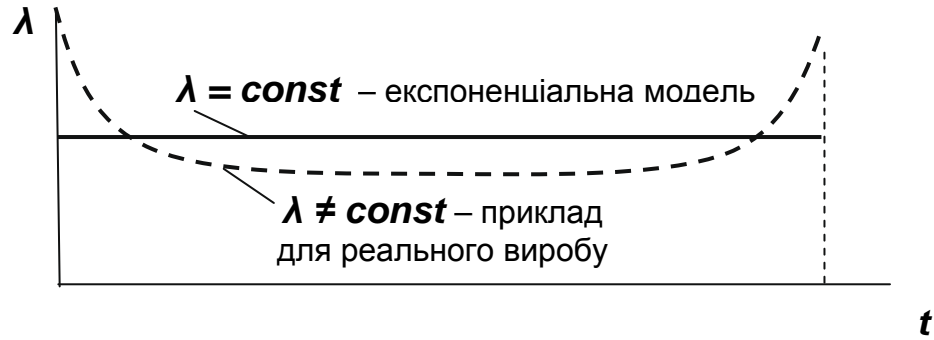 λ
λ = const – експоненціальна модель
λ ≠ const – приклад
для реального виробу
t